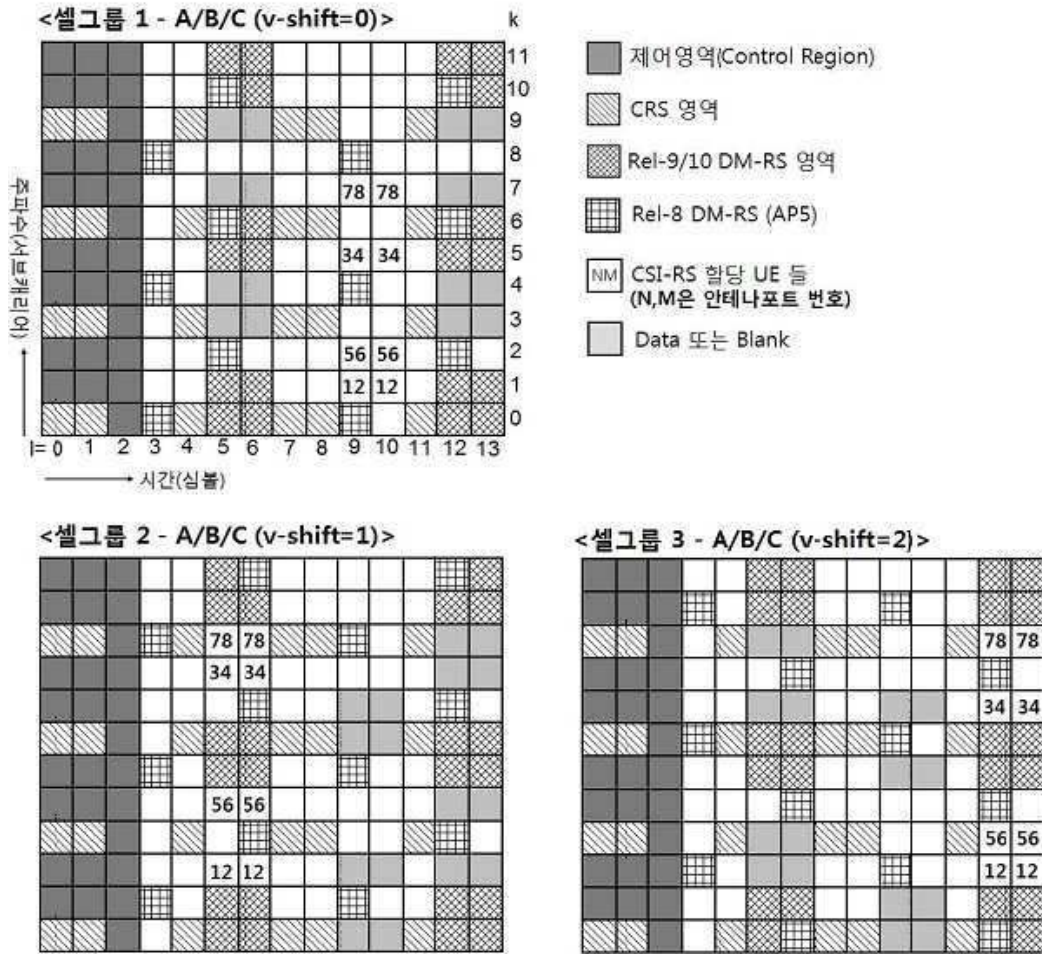 <셀그룹 1 - A/B/C (v-shift=0)>
k
11
10
9
8
78 78
7
6
34 34
5
4
3
56 56
2
12 12
1
0
l= 0 1 2 3 4 5 6 7 8 9 10 11 12 13
주파수(서브캐리어)
시간(심볼)
제어영역(Control Region)
CRS 영역
Rel-9/10 DM-RS 영역
Rel-8 DM-RS (AP5)
NM CSI-RS 할당 UE 들
(N,M은 안테나포트 번호)
Data 또는 Blank
<셀그룹 2 - A/B/C (v-shift=1)>
78 78
34 34
56 56
12 12
<셀그룹 3 - A/B/C (v-shift=2)>
78 78
34 34
56 56
12 12